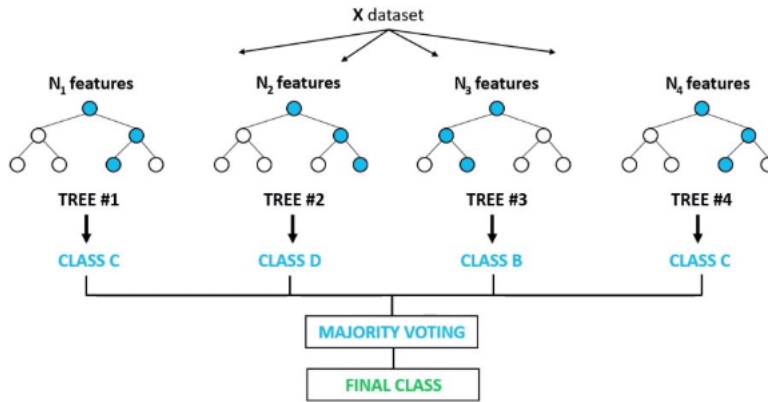 X dataset
N₁ features N₂ features N₃ features N₄ features
TREE #1 TREE #2 TREE #3 TREE #4
CLASS C CLASS D CLASS B CLASS C
MAJORITY VOTING
FINAL CLASS